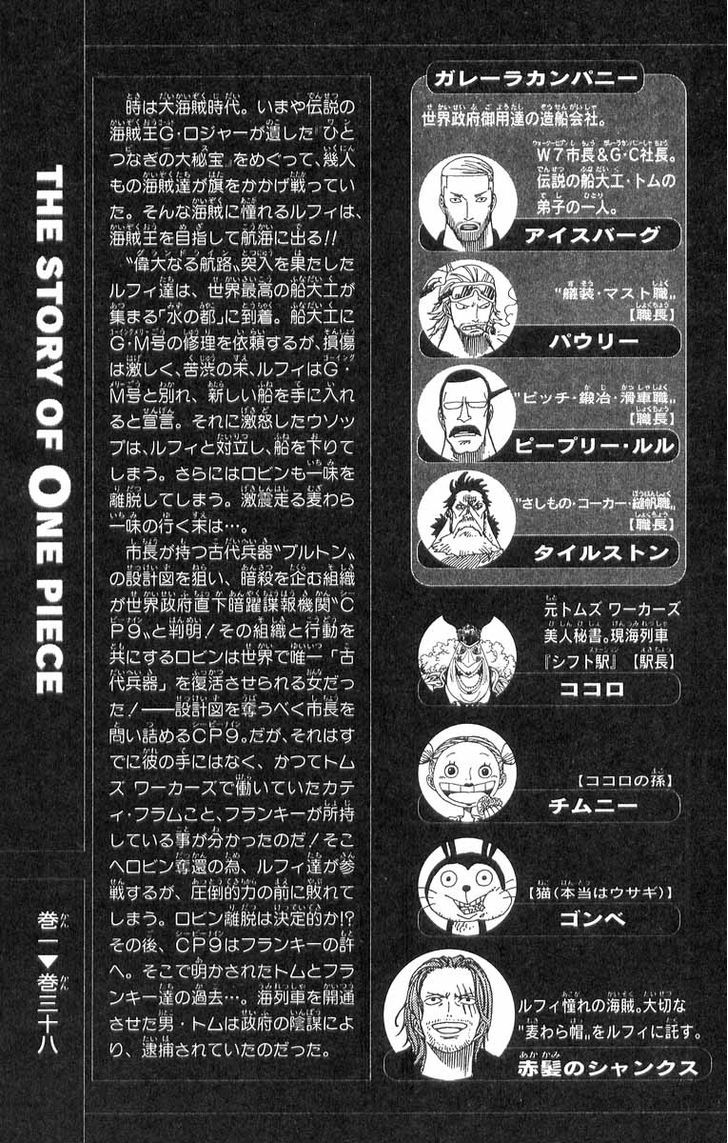 THE STORY OF ONE PIECE
巻一▼巻三十八
時は大海賊時代。いまや伝説の
海賊王G・ロジャーが遺した『ひと
つなぎの大秘宝』をめぐって、幾人
もの海賊達が旗をかかげ戦ってい
た。そんな海賊に憧れるルフィは、
海賊王を目指して航海に出る!!
“偉大なる航路„突入を果たした
ルフィ達は、世界最高の船大工が
集まる「水の都」に到着。船大工に
G・M号の修理を依頼するが、損傷
は激しく、苦渋の末、ルフィはG・
M号と別れ、新しい船を手に入れ
ると宣言。それに激怒したウソッ
プは、ルフィと対立し、船を下りて
しまう。さらにはロビンも一味を
離脱してしまう。激震走る麦わら
一味の行く末は…。
市長が持つ古代兵器“プルトン„
の設計図を狙い、暗殺を企む組織
が世界政府直下暗躍諜報機関“C
P9„と判明!その組織と行動を
共にするロビンは世界で唯一「古
代兵器」を復活させられる女だっ
た!——設計図を奪うべく市長を
問い詰めるCP9。だが、それはす
でに彼の手にはなく、かつてトム
ズ ワーカーズで働いていたカテ
ィ・フラムこと、フランキーが所持
している事が分かったのだ!そこ
へロビン奪還の為、ルフィ達が参
戦するが、圧倒的力の前に敗れて
しまう。ロビン離脱は決定的か!?
その後、CP9はフランキーの許
へ。そこで明かされたトムとフラ
ンキー達の過去…。海列車を開通
させた男・トムは政府の陰謀によ
り、逮捕されていたのだった。
ガレーラカンパニー
世界政府御用達の造船会社。
W7市長&G・C社長。
伝説の船大工・トムの
弟子の一人。
アイスバーグ
“艤装・マスト職„
【職長】
パウリー
“ピッチ・鍛冶・滑車職„
【職長】
ピープリー・ルル
“さしもの・コーカー・縫帆職„
【職長】
タイルストン
元トムズ ワーカーズ
美人秘書。現海列車
『シフト駅』【駅長】
ココロ
【ココロの孫】
チムニー
【猫(本当はウサギ)】
ゴンベ
ルフィ憧れの海賊。大切な
“麦わら帽„をルフィに託す。
赤髪のシャンクス